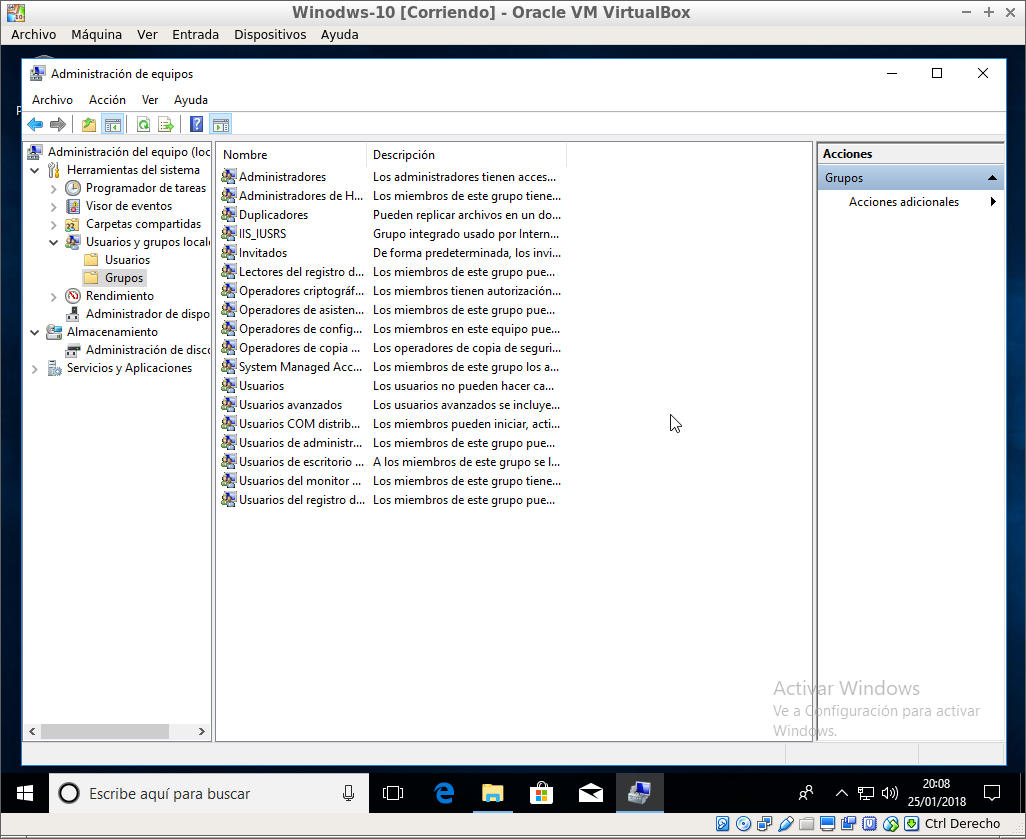 Winodws-10 [Corriendo] - Oracle VM VirtualBox
Archivo Máquina Ver Entrada Dispositivos Ayuda
Administración de equipos
Archivo Acción Ver Ayuda
Administración del equipo (loc
Herramientas del sistema
Programador de tareas
Visor de eventos
Carpetas compartidas
Usuarios y grupos locale
Usuarios
Grupos
Rendimiento
Administrador de dispo
Almacenamiento
Administración de disco
Servicios y Aplicaciones
Nombre Descripción
Administradores Los administradores tienen acces...
Administradores de H... Los miembros de este grupo tiene...
Duplicadores Pueden replicar archivos en un do...
IIS_IUSRS Grupo integrado usado por Intern...
Invitados De forma predeterminada, los invi...
Lectores del registro d... Los miembros de este grupo pue...
Operadores criptográf... Los miembros tienen autorización...
Operadores de asisten... Los miembros de este grupo pue...
Operadores de config... Los miembros en este equipo pue...
Operadores de copia ... Los operadores de copia de seguri...
System Managed Acc... Los miembros de este grupo los a...
Usuarios Los usuarios no pueden hacer ca...
Usuarios avanzados Los usuarios avanzados se incluye...
Usuarios COM distrib... Los miembros pueden iniciar, acti...
Usuarios de administr... Los miembros de este grupo pue...
Usuarios de escritorio ... A los miembros de este grupo se l...
Usuarios del monitor ... Los miembros de este grupo tiene...
Usuarios del registro d... Los miembros de este grupo pue...
Acciones
Grupos
Acciones adicionales
Activar Windows
Ve a Configuración para activar
Windows.
Escribe aquí para buscar
20:08
25/01/2018
Ctrl Derecho